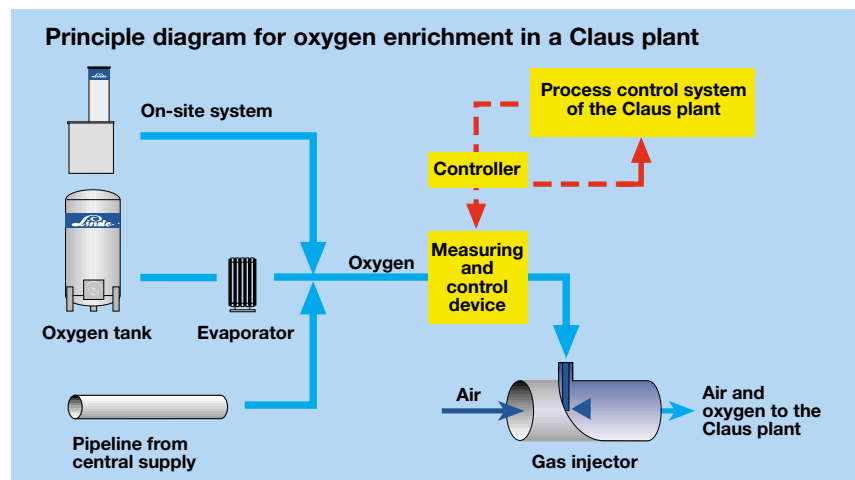 Principle diagram for oxygen enrichment in a Claus plant
On-site system
Process control system
of the Claus plant
Controller
Linde
Oxygen
Measuring
and
control
device
Oxygen tank
Evaporator
Air
Air and
oxygen to the
Claus plant
Pipeline from
central supply
Gas injector